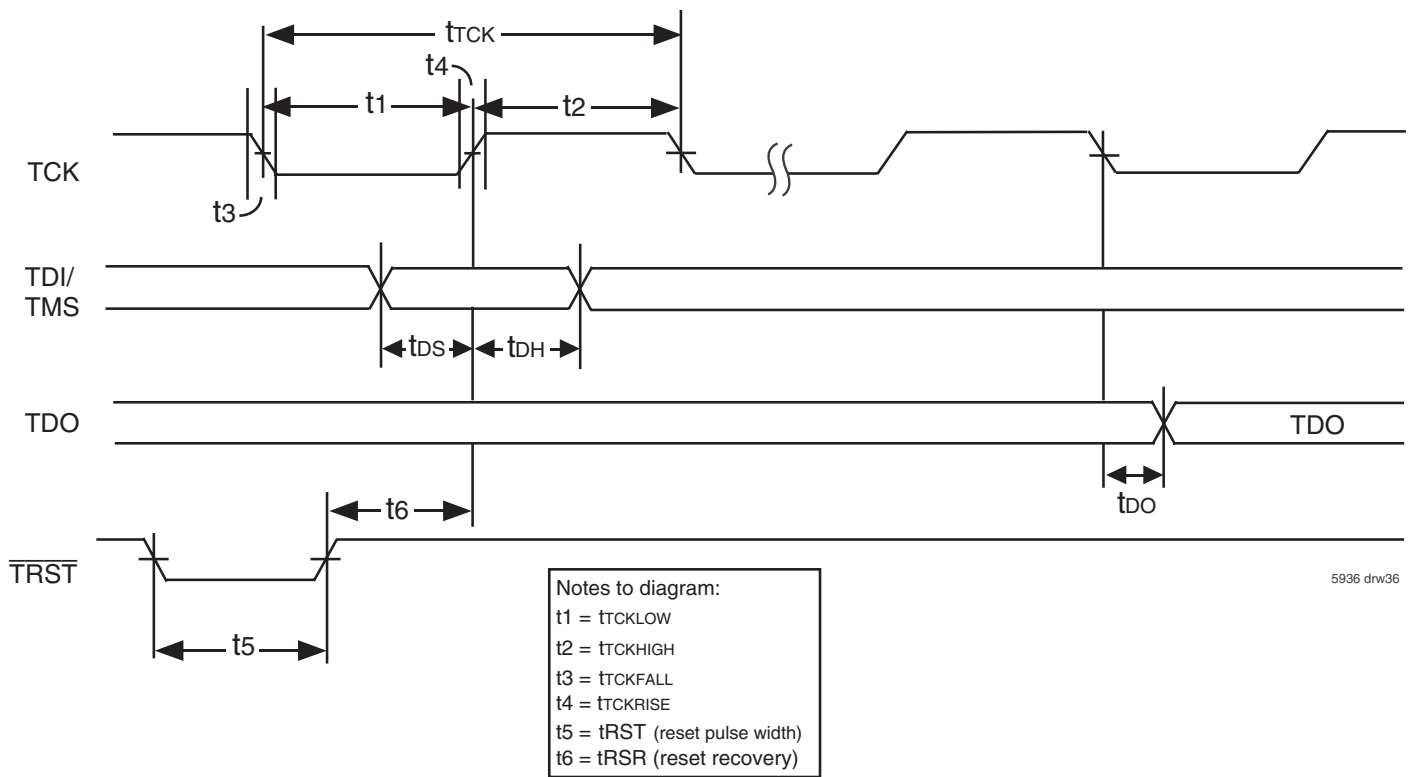 tTCK
t4
t1
t2
TCK
t3
TDI/
TMS
tDS
tDH
TDO
TDO
tDO
t6
TRST
5936 drw36
t5
Notes to diagram:
t1 = tTCKLOW
t2 = tTCKHIGH
t3 = tTCKFALL
t4 = tTCKRISE
t5 = tRST (reset pulse width)
t6 = tRSR (reset recovery)